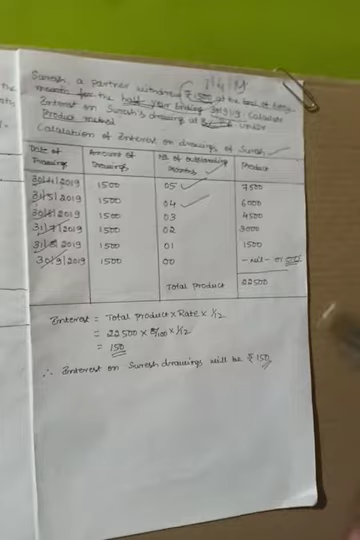 Suresh a partner withdrew ₹1500 at the end of every
month for the half year ending 30/9/19 Calculate
Interest on Suresh's drawing at under
Product method
Calculation of Interest on drawings of Suresh
Date of Drawing Amount of Drawings No. of outstanding months Product
30/4/2019 1500 05 7500
31/5/2019 1500 04 6000
30/6/2019 1500 03 4500
31/7/2019 1500 02 3000
31/8/2019 1500 01 1500
30/9/2019 1500 00 -nil- or
Total product 22500
Interest = Total product x Rate x 1/12
= 22500 x 8/100 x 1/12
= 150
∴ Interest on Suresh drawings will be ₹150